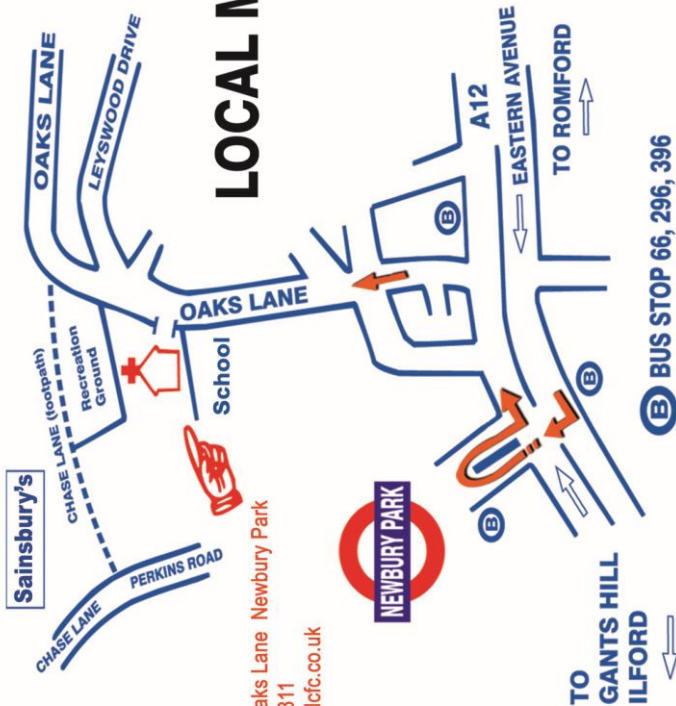 Sainsbury's
OAKS LANE
LEYSWOOD DRIVE
CHASE LANE (footpath)
Recreation
Ground
CHASE LANE
PERKINS ROAD
School
OAKS LANE
LOCAL
Lane Newbury Park
811
lcfc.co.uk
NEWBURY PARK
B
B
B
A12
EASTERN AVENUE
TO ROMFORD
TO
GANTS HILL
ILFORD
B BUS STOP 66, 296, 396